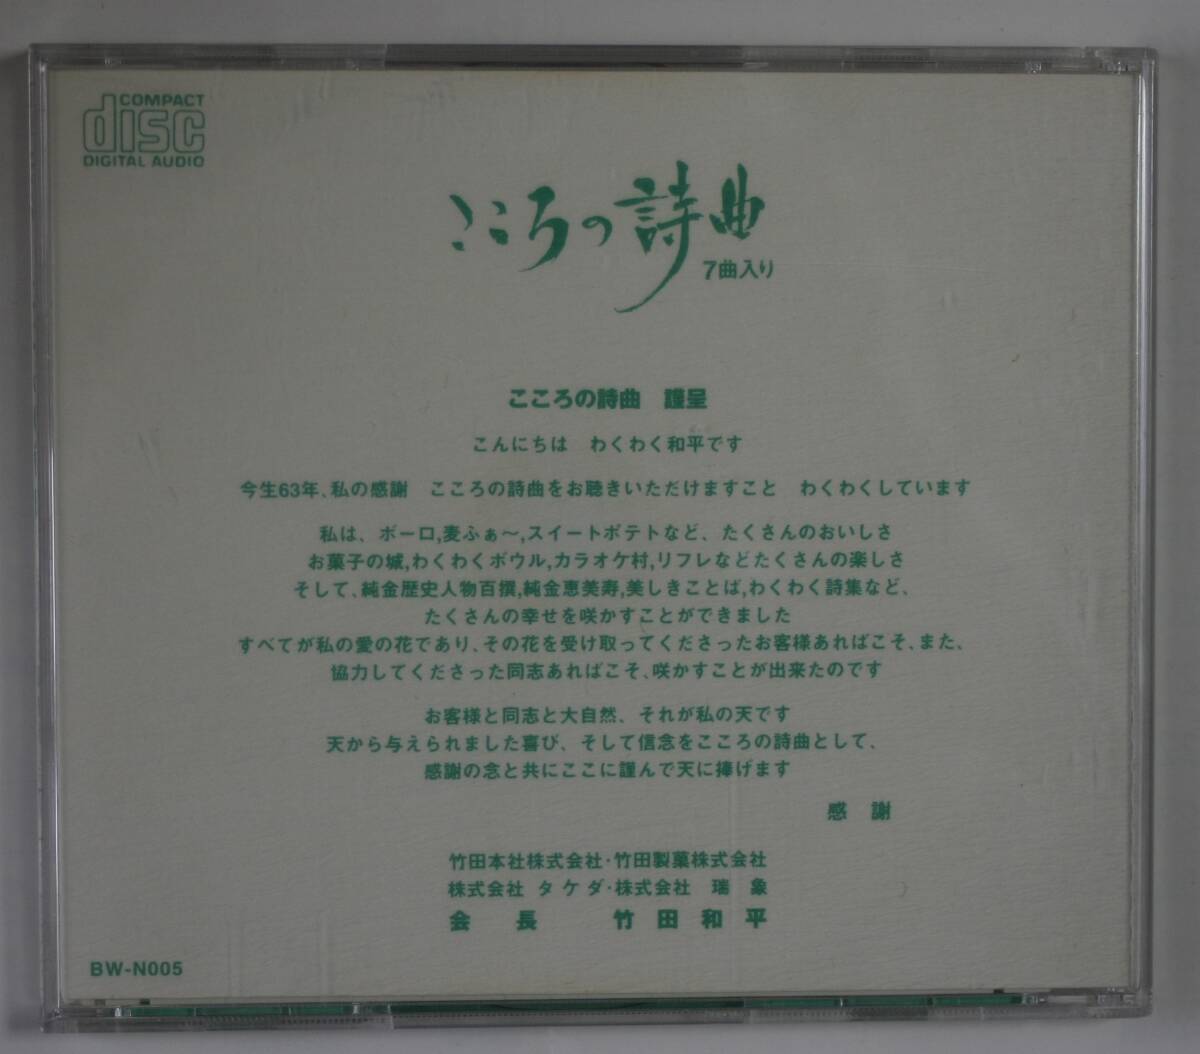 COMPACT
disc
DIGITAL AUDIO
こころの詩曲
7曲入り
こころの詩曲　謹呈
こんにちは　わくわく和平です
今生63年、私の感謝　こころの詩曲をお聴きいただけますこと　わくわくしています
私は、ボーロ,麦ふぁ〜,スイートポテトなど、たくさんのおいしさ
お菓子の城,わくわくボウル,カラオケ村,リフレなどたくさんの楽しさ
そして、純金歴史人物百撰,純金恵美寿,美しきことば,わくわく詩集など、
たくさんの幸せを咲かすことができました
すべてが私の愛の花であり、その花を受け取ってくださったお客様あればこそ、また、
協力してくださった同志あればこそ、咲かすことが出来たのです
お客様と同志と大自然、それが私の天です
天から与えられました喜び、そして信念をこころの詩曲として、
感謝の念と共にここに謹んで天に捧げます
感　謝
竹田本社株式会社・竹田製菓株式会社
株式会社 タケダ・株式会社　瑞　象
会　長　　竹　田　和　平
BW-N005